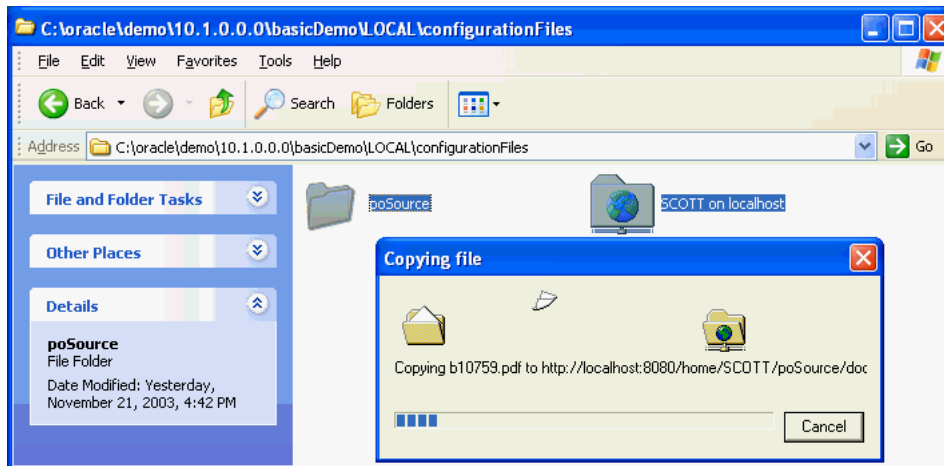 C:\oracle\demo\10.1.0.0.0\basicDemo\LOCAL\configurationFiles
File Edit View Favorites Tools Help
Back Search Folders
Address C:\oracle\demo\10.1.0.0.0\basicDemo\LOCAL\configurationFiles Go
File and Folder Tasks
poSource
SCOTT on localhost
Other Places
Details
poSource
File Folder
Date Modified: Yesterday,
November 21, 2003, 4:42 PM
Copying file
Copying b10759.pdf to http://localhost:8080/home/SCOTT/poSource/doc
Cancel